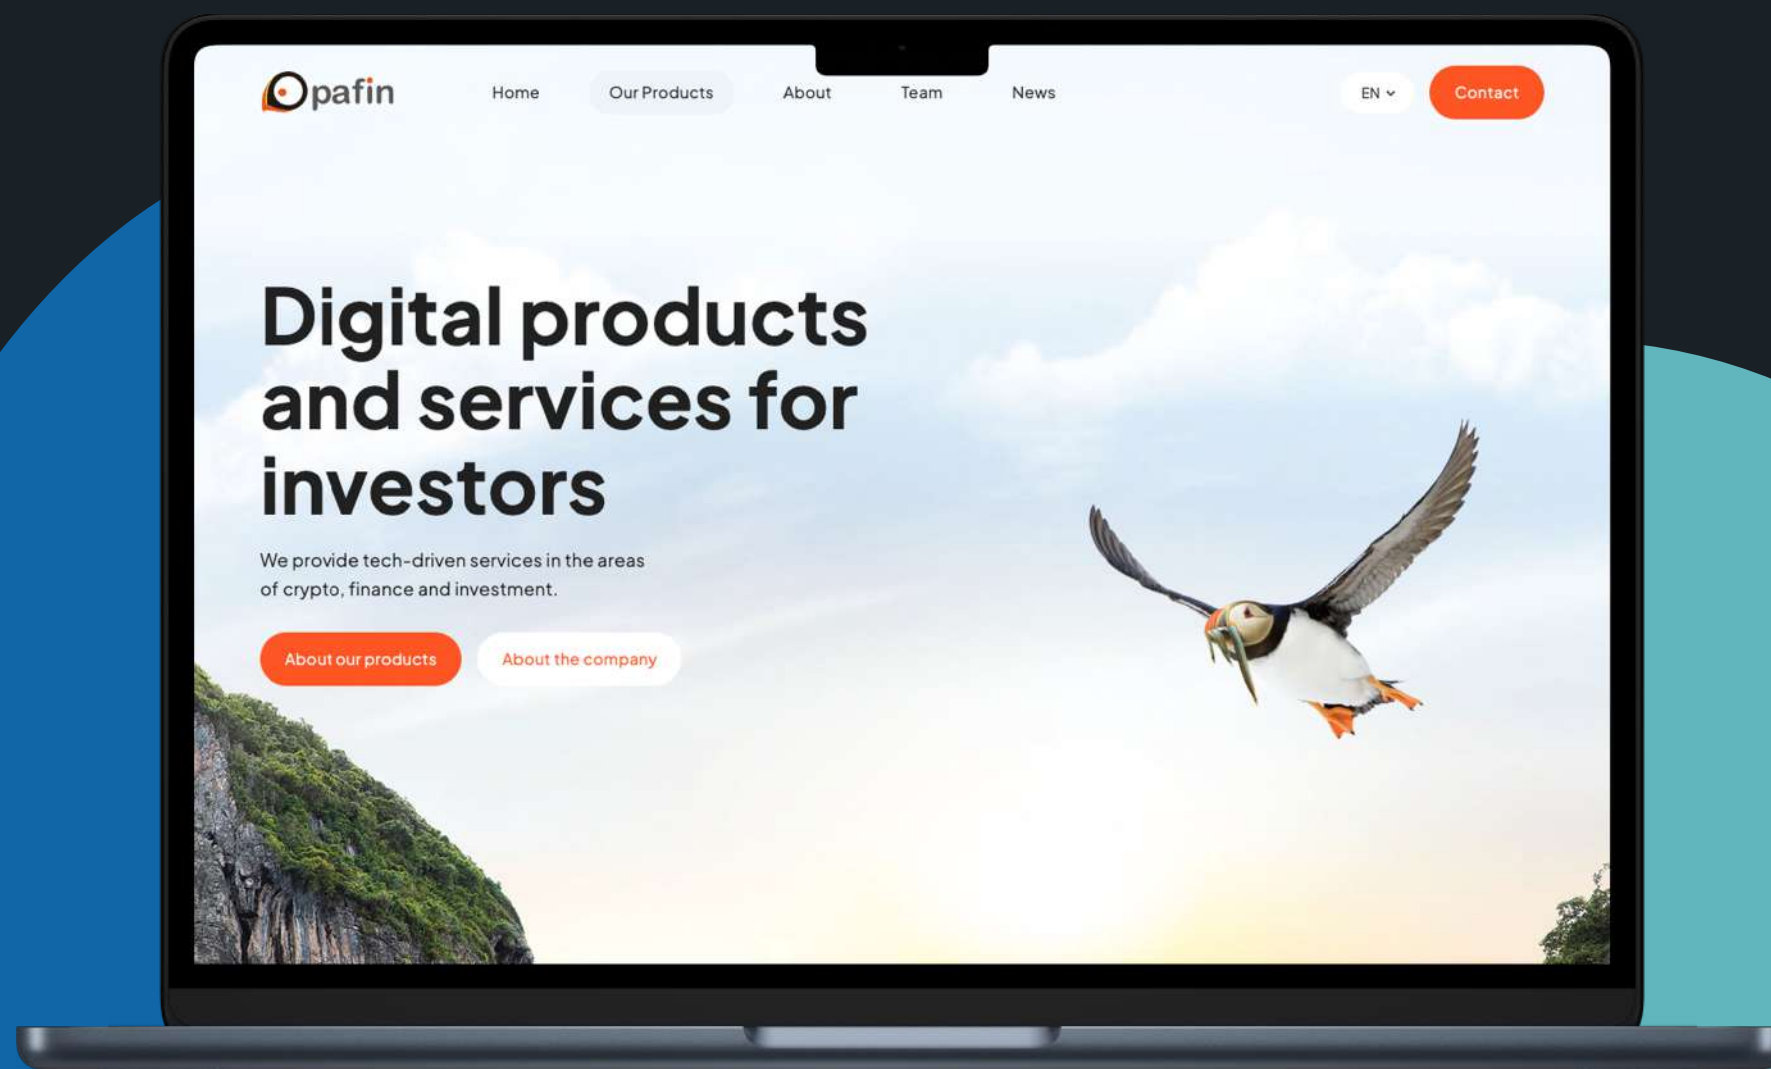 pafin
Home
Our Products
About
Team
News
EN
Contact
Digital products
and services for
investors
We provide tech-driven services in the areas
of crypto, finance and investment.
About our products
About the company